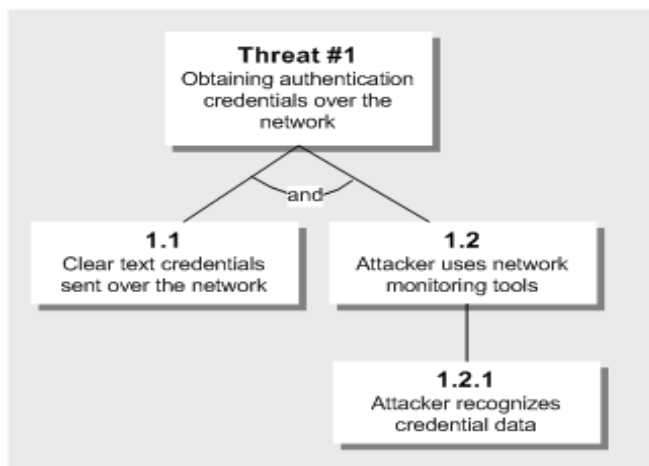 Threat #1
Obtaining authentication
credentials over the
network
and
1.1
Clear text credentials
sent over the network
1.2
Attacker uses network
monitoring tools
1.2.1
Attacker recognizes
credential data